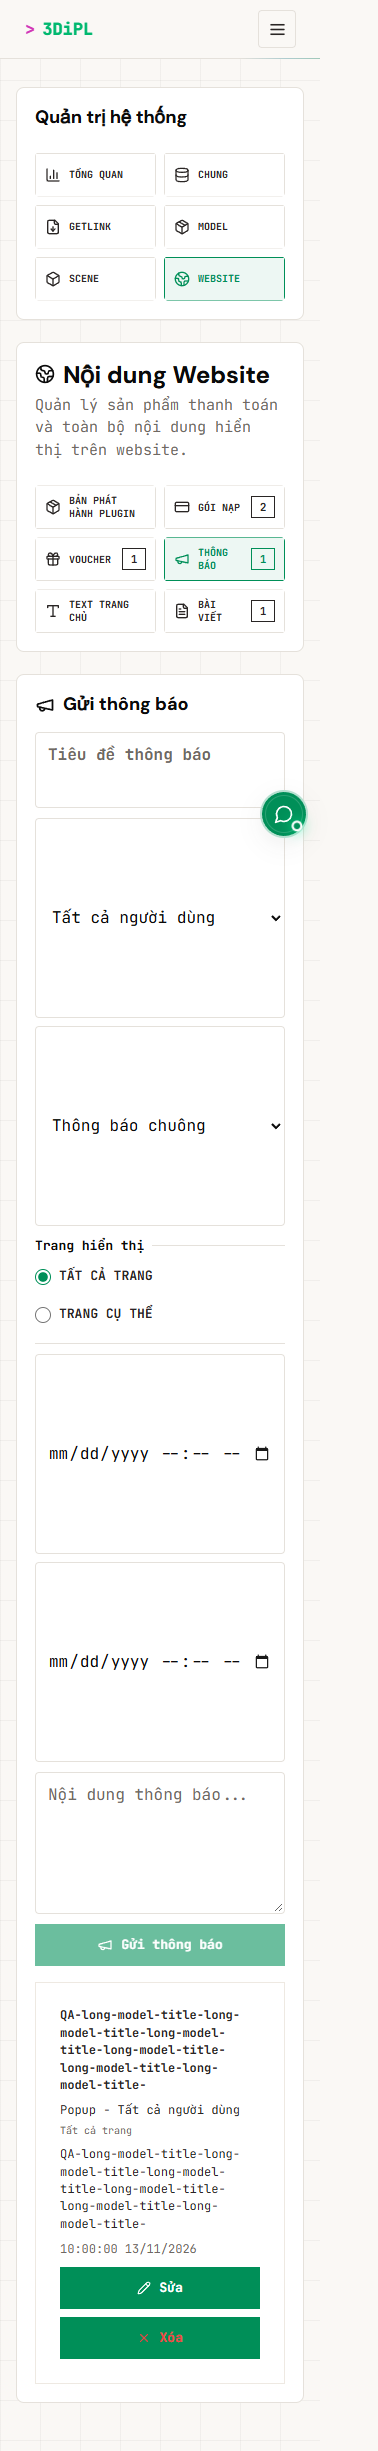 > 3DiPL
Quản trị hệ thống
TỔNG QUAN
CHUNG
GETLINK
MODEL
SCENE
WEBSITE
Nội dung Website
Quản lý sản phẩm thanh toán
và toàn bộ nội dung hiển
thị trên website.
BẢN PHÁT
HÀNH PLUGIN
GÓI NẠP 2
VOUCHER 1
THÔNG
BÁO 1
TEXT TRANG
CHỦ
BÀI
VIẾT 1
Gửi thông báo
Tiêu đề thông báo
Tất cả người dùng
Thông báo chuông
Trang hiển thị
TẤT CẢ TRANG
TRANG CỤ THỂ
mm/dd/yyyy --:-- --
mm/dd/yyyy --:-- --
Nội dung thông báo...
Gửi thông báo
QA-long-model-title-long-
model-title-long-model-
title-long-model-title-
long-model-title-long-
model-title-
Popup - Tất cả người dùng
Tất cả trang
QA-long-model-title-long-
model-title-long-model-
title-long-model-title-
long-model-title-long-
model-title-
10:00:00 13/11/2026
Sửa
Xóa